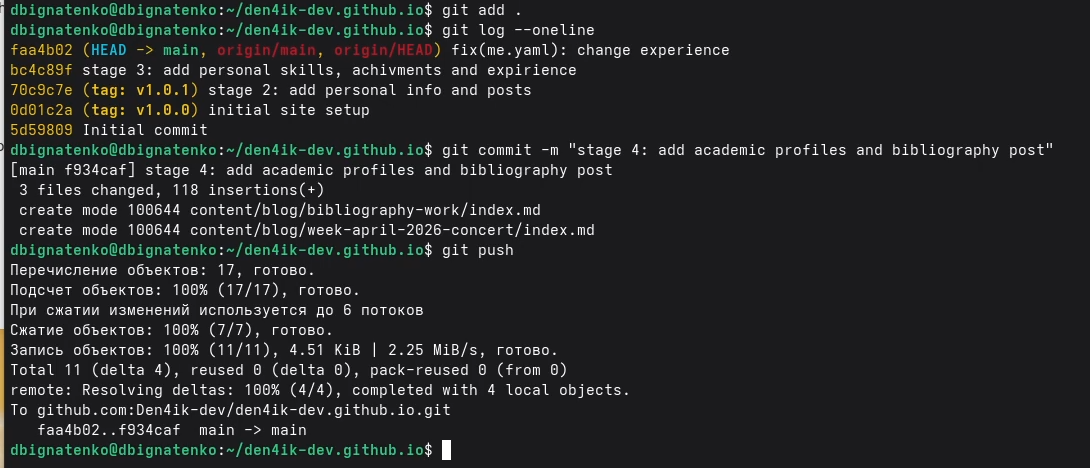 dbignatenko@dbignatenko:~/den4ik-dev.github.io$ git add .
dbignatenko@dbignatenko:~/den4ik-dev.github.io$ git log --oneline
faa4b02 (HEAD -> main, origin/main, origin/HEAD) fix(me.yaml): change experience
bc4c89f stage 3: add personal skills, achivments and expirience
70c9c7e (tag: v1.0.1) stage 2: add personal info and posts
0d01c2a (tag: v1.0.0) initial site setup
5d59809 Initial commit
dbignatenko@dbignatenko:~/den4ik-dev.github.io$ git commit -m "stage 4: add academic profiles and bibliography post"
[main f934caf] stage 4: add academic profiles and bibliography post
 3 files changed, 118 insertions(+)
 create mode 100644 content/blog/bibliography-work/index.md
 create mode 100644 content/blog/week-april-2026-concert/index.md
dbignatenko@dbignatenko:~/den4ik-dev.github.io$ git push
Перечисление объектов: 17, готово.
Подсчет объектов: 100% (17/17), готово.
При сжатии изменений используется до 6 потоков
Сжатие объектов: 100% (7/7), готово.
Запись объектов: 100% (11/11), 4.51 KiB | 2.25 MiB/s, готово.
Total 11 (delta 4), reused 0 (delta 0), pack-reused 0 (from 0)
remote: Resolving deltas: 100% (4/4), completed with 4 local objects.
To github.com:Den4ik-dev/den4ik-dev.github.io.git
   faa4b02..f934caf  main -> main
dbignatenko@dbignatenko:~/den4ik-dev.github.io$